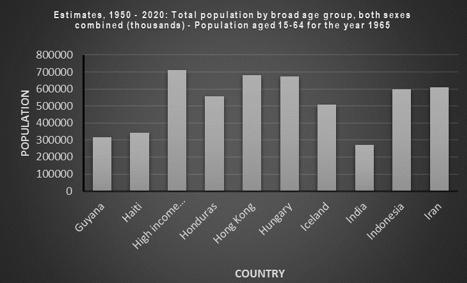 Estimates, 1950 - 2020: Total population by broad age group, both sexes
combined (thousands) - Population aged 15-64 for the year 1965
800000
700000
600000
500000
400000
300000
200000
100000
0
POPULATION
Guyana
Haiti
High income...
Honduras
Hong Kong
Hungary
Iceland
India
Indonesia
Iran
COUNTRY